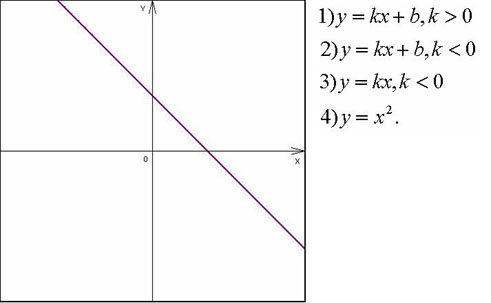 Y
0
X
1) y = kx + b, k > 0
2) y = kx + b, k < 0
3) y = kx, k < 0
4) y = x².